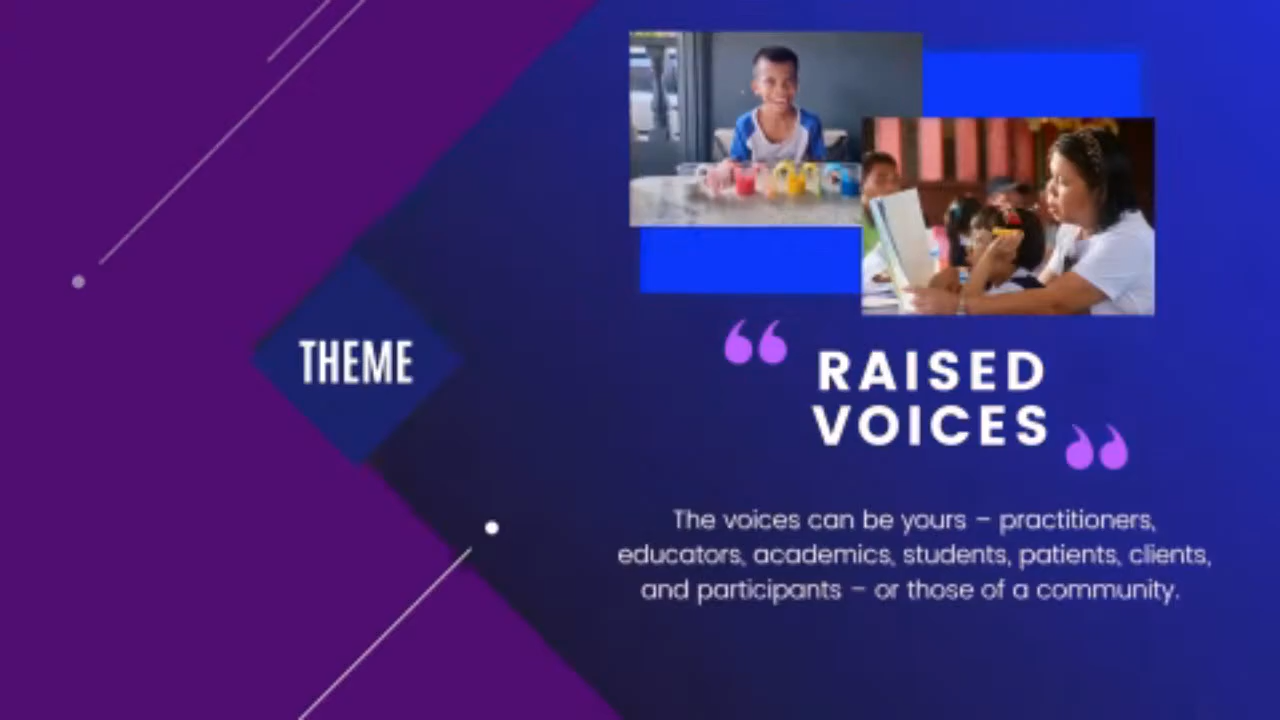 THEME
“ RAISED
VOICES ”
The voices can be yours – practitioners,
educators, academics, students, patients, clients,
and participants – or those of a community.